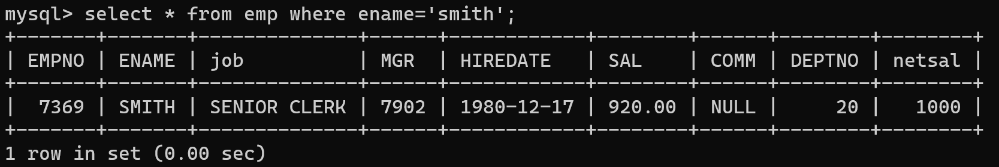 mysql> select * from emp where ename='smith';
+-------+-------+--------------+------+------------+--------+------+--------+--------+
| EMPNO | ENAME | job          | MGR  | HIREDATE   | SAL    | COMM | DEPTNO | netsal |
+-------+-------+--------------+------+------------+--------+------+--------+--------+
|  7369 | SMITH | SENIOR CLERK | 7902 | 1980-12-17 | 920.00 | NULL |     20 |   1000 |
+-------+-------+--------------+------+------------+--------+------+--------+--------+
1 row in set (0.00 sec)